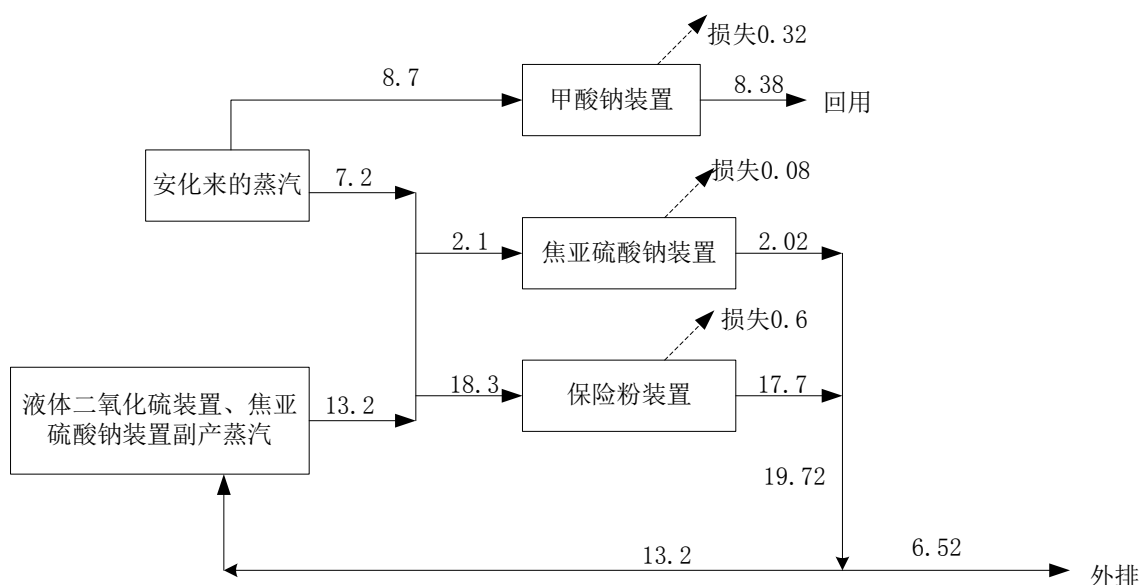 损失0.32
8.7
甲酸钠装置
8.38
回用
安化来的蒸汽
7.2
损失0.08
2.1
焦亚硫酸钠装置
2.02
损失0.6
液体二氧化硫装置、焦亚
硫酸钠装置副产蒸汽
13.2
18.3
保险粉装置
17.7
19.72
13.2
6.52
外排